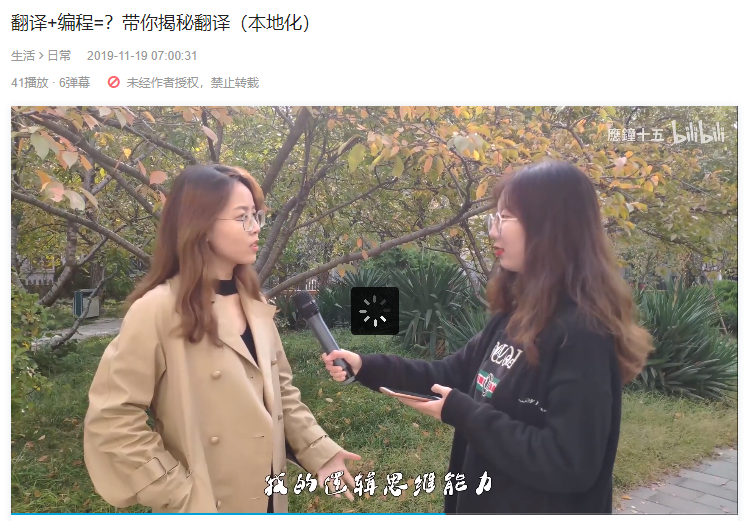 翻译+编程=？带你揭秘翻译（本地化）
生活 > 日常 2019-11-19 07:00:31
41播放 · 6弹幕 未经作者授权，禁止转载
應鐘十五 bilibili
我的逻辑思维能力